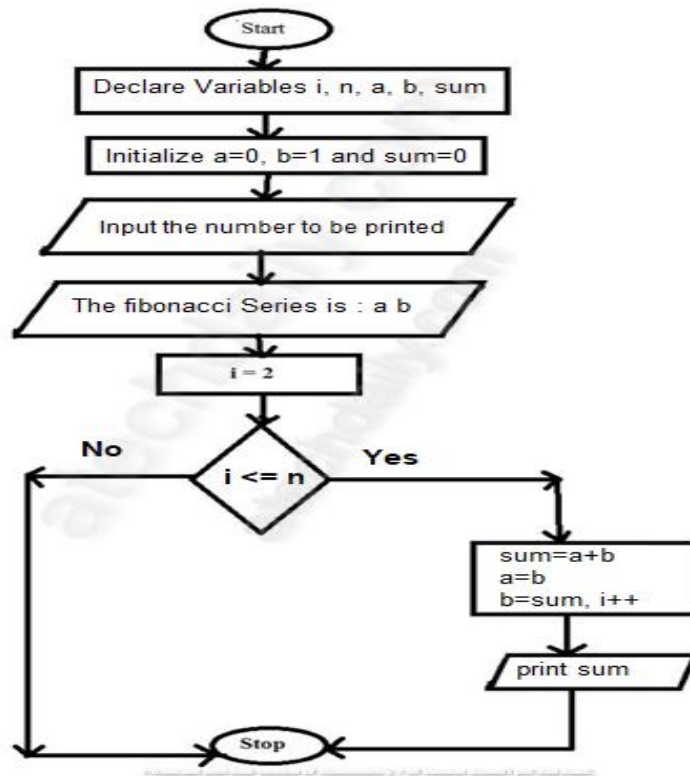 Start
Declare Variables i, n, a, b, sum
Initialize a=0, b=1 and sum=0
Input the number to be printed
The fibonacci Series is : a b
i = 2
No
Yes
i <= n
sum=a+b
a=b
b=sum, i++
print sum
Stop